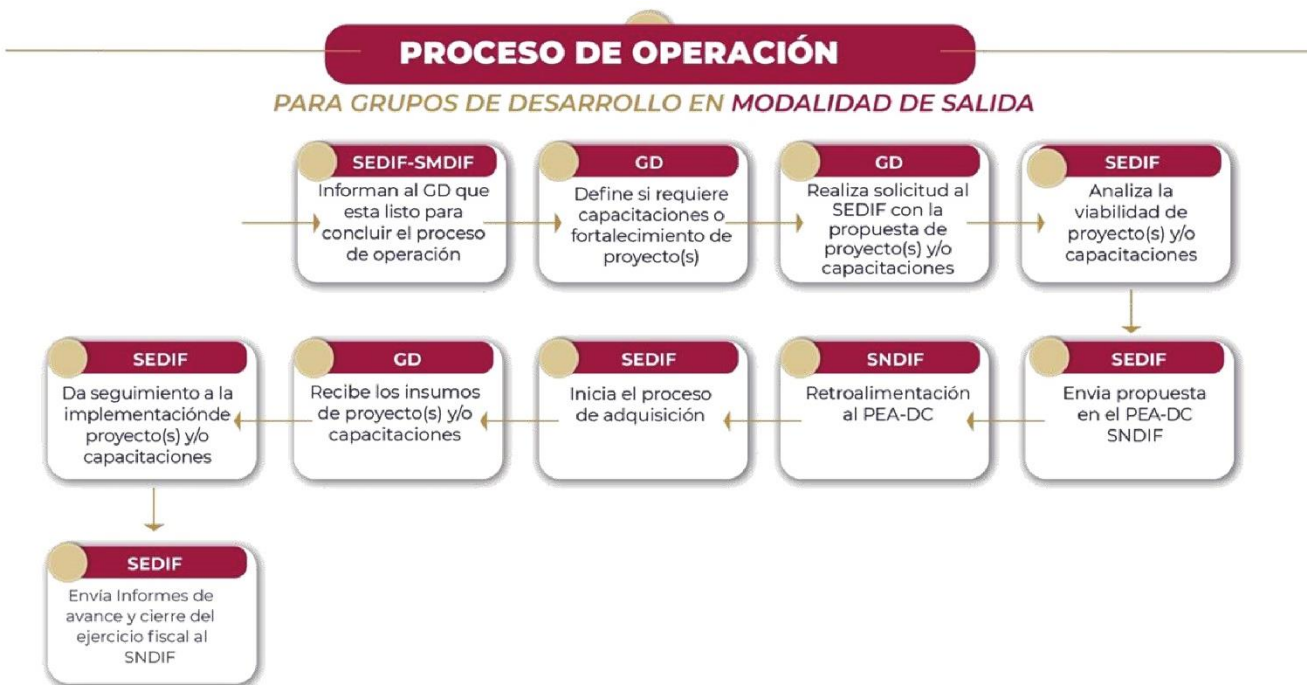 PROCESO DE OPERACIÓN
PARA GRUPOS DE DESARROLLO EN MODALIDAD DE SALIDA
SEDIF-SMDIF
Informan al GD que
esta listo para
concluir el proceso
de operación
GD
Define si requiere
capacitaciones o
fortalecimiento de
proyecto(s)
GD
Realiza solicitud al
SEDIF con la
propuesta de
proyecto(s) y/o
capacitaciones
SEDIF
Analiza la
viabilidad de
proyecto(s) y/o
capacitaciones
SEDIF
Envia propuesta
en el PEA-DC
SNDIF
SNDIF
Retroalimentación
al PEA-DC
SEDIF
Inicia el proceso
de adquisición
GD
Recibe los insumos
de proyecto(s) y/o
capacitaciones
SEDIF
Da seguimiento a la
implementaciónde
proyecto(s) y/o
capacitaciones
SEDIF
Envía Informes de
avance y cierre del
ejercicio fiscal al
SNDIF